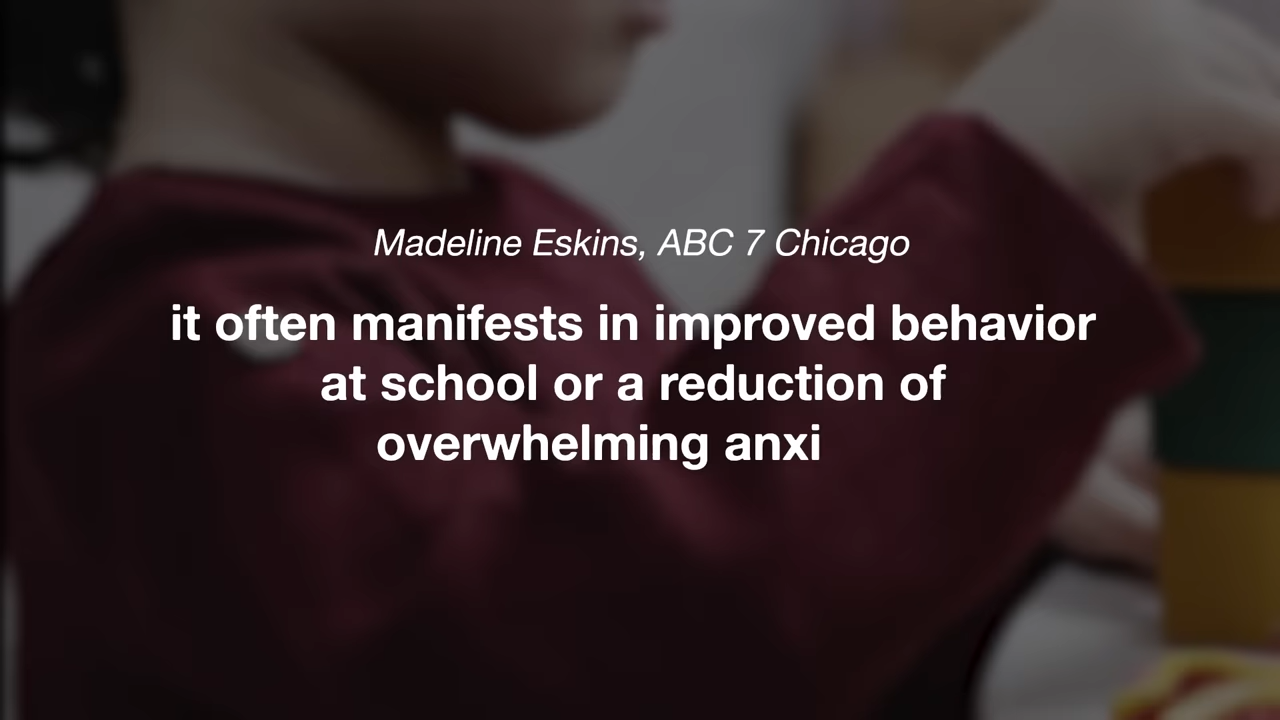 Madeline Eskins, ABC 7 Chicago
it often manifests in improved behavior
at school or a reduction of
overwhelming anxi